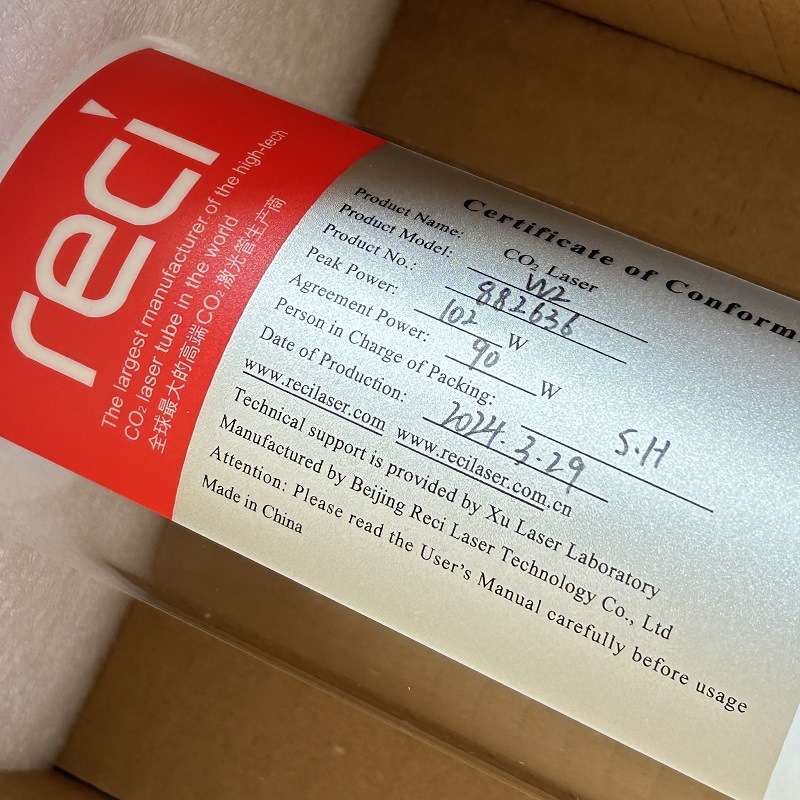 reci
The largest manufacturer of the high-tech
CO₂ laser tube in the world
全球最大的高端CO₂激光管生产商
Certificate of Conform
Product Name: CO₂ Laser
Product Model: W2
Product No.: 882636
Peak Power: 102 W
Agreement Power: 90 W
Person in Charge of Packing: S.H
Date of Production: 2024.3.29
www.recilaser.com www.recilaser.com.cn
Technical support is provided by Xu Laser Laboratory
Manufactured by Beijing Reci Laser Technology Co., Ltd
Attention: Please read the User's Manual carefully before usage
Made in China